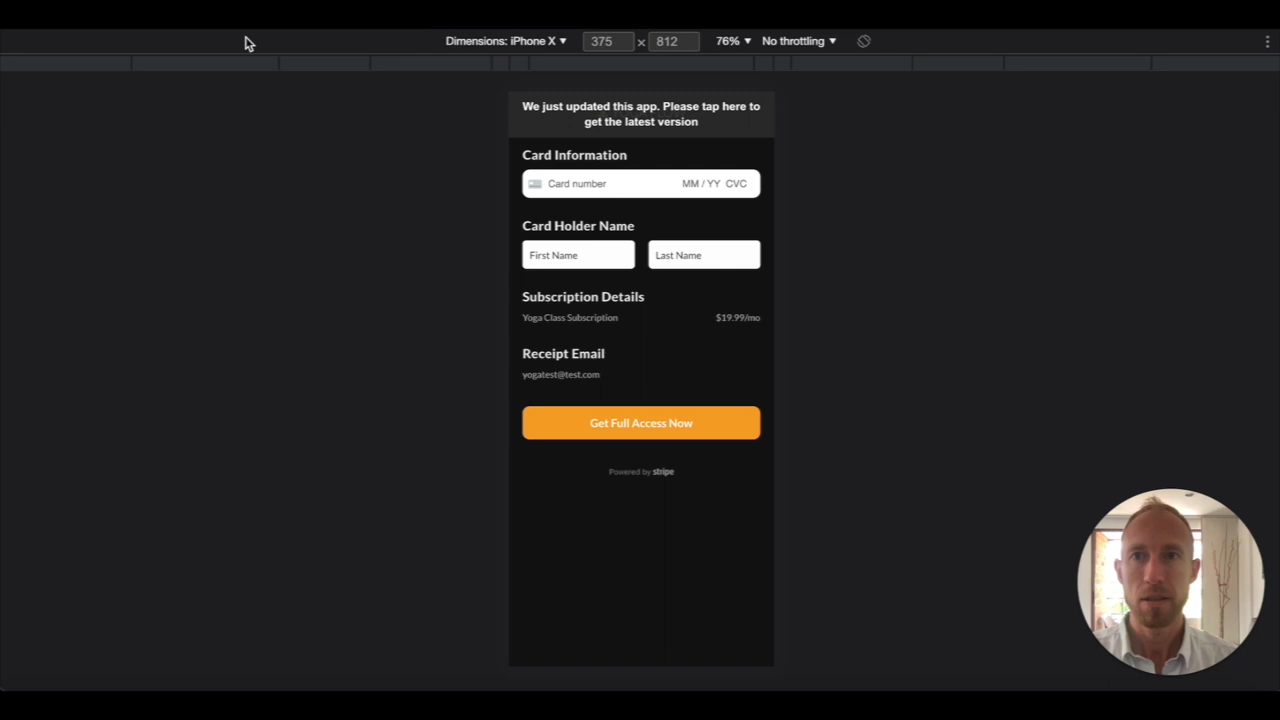 Dimensions: iPhone X 375 x 812 76% No throttling
We just updated this app. Please tap here to
get the latest version
Card Information
Card number MM / YY CVC
Card Holder Name
First Name Last Name
Subscription Details
Yoga Class Subscription $19.99/mo
Receipt Email
yogatest@test.com
Get Full Access Now
Powered by stripe